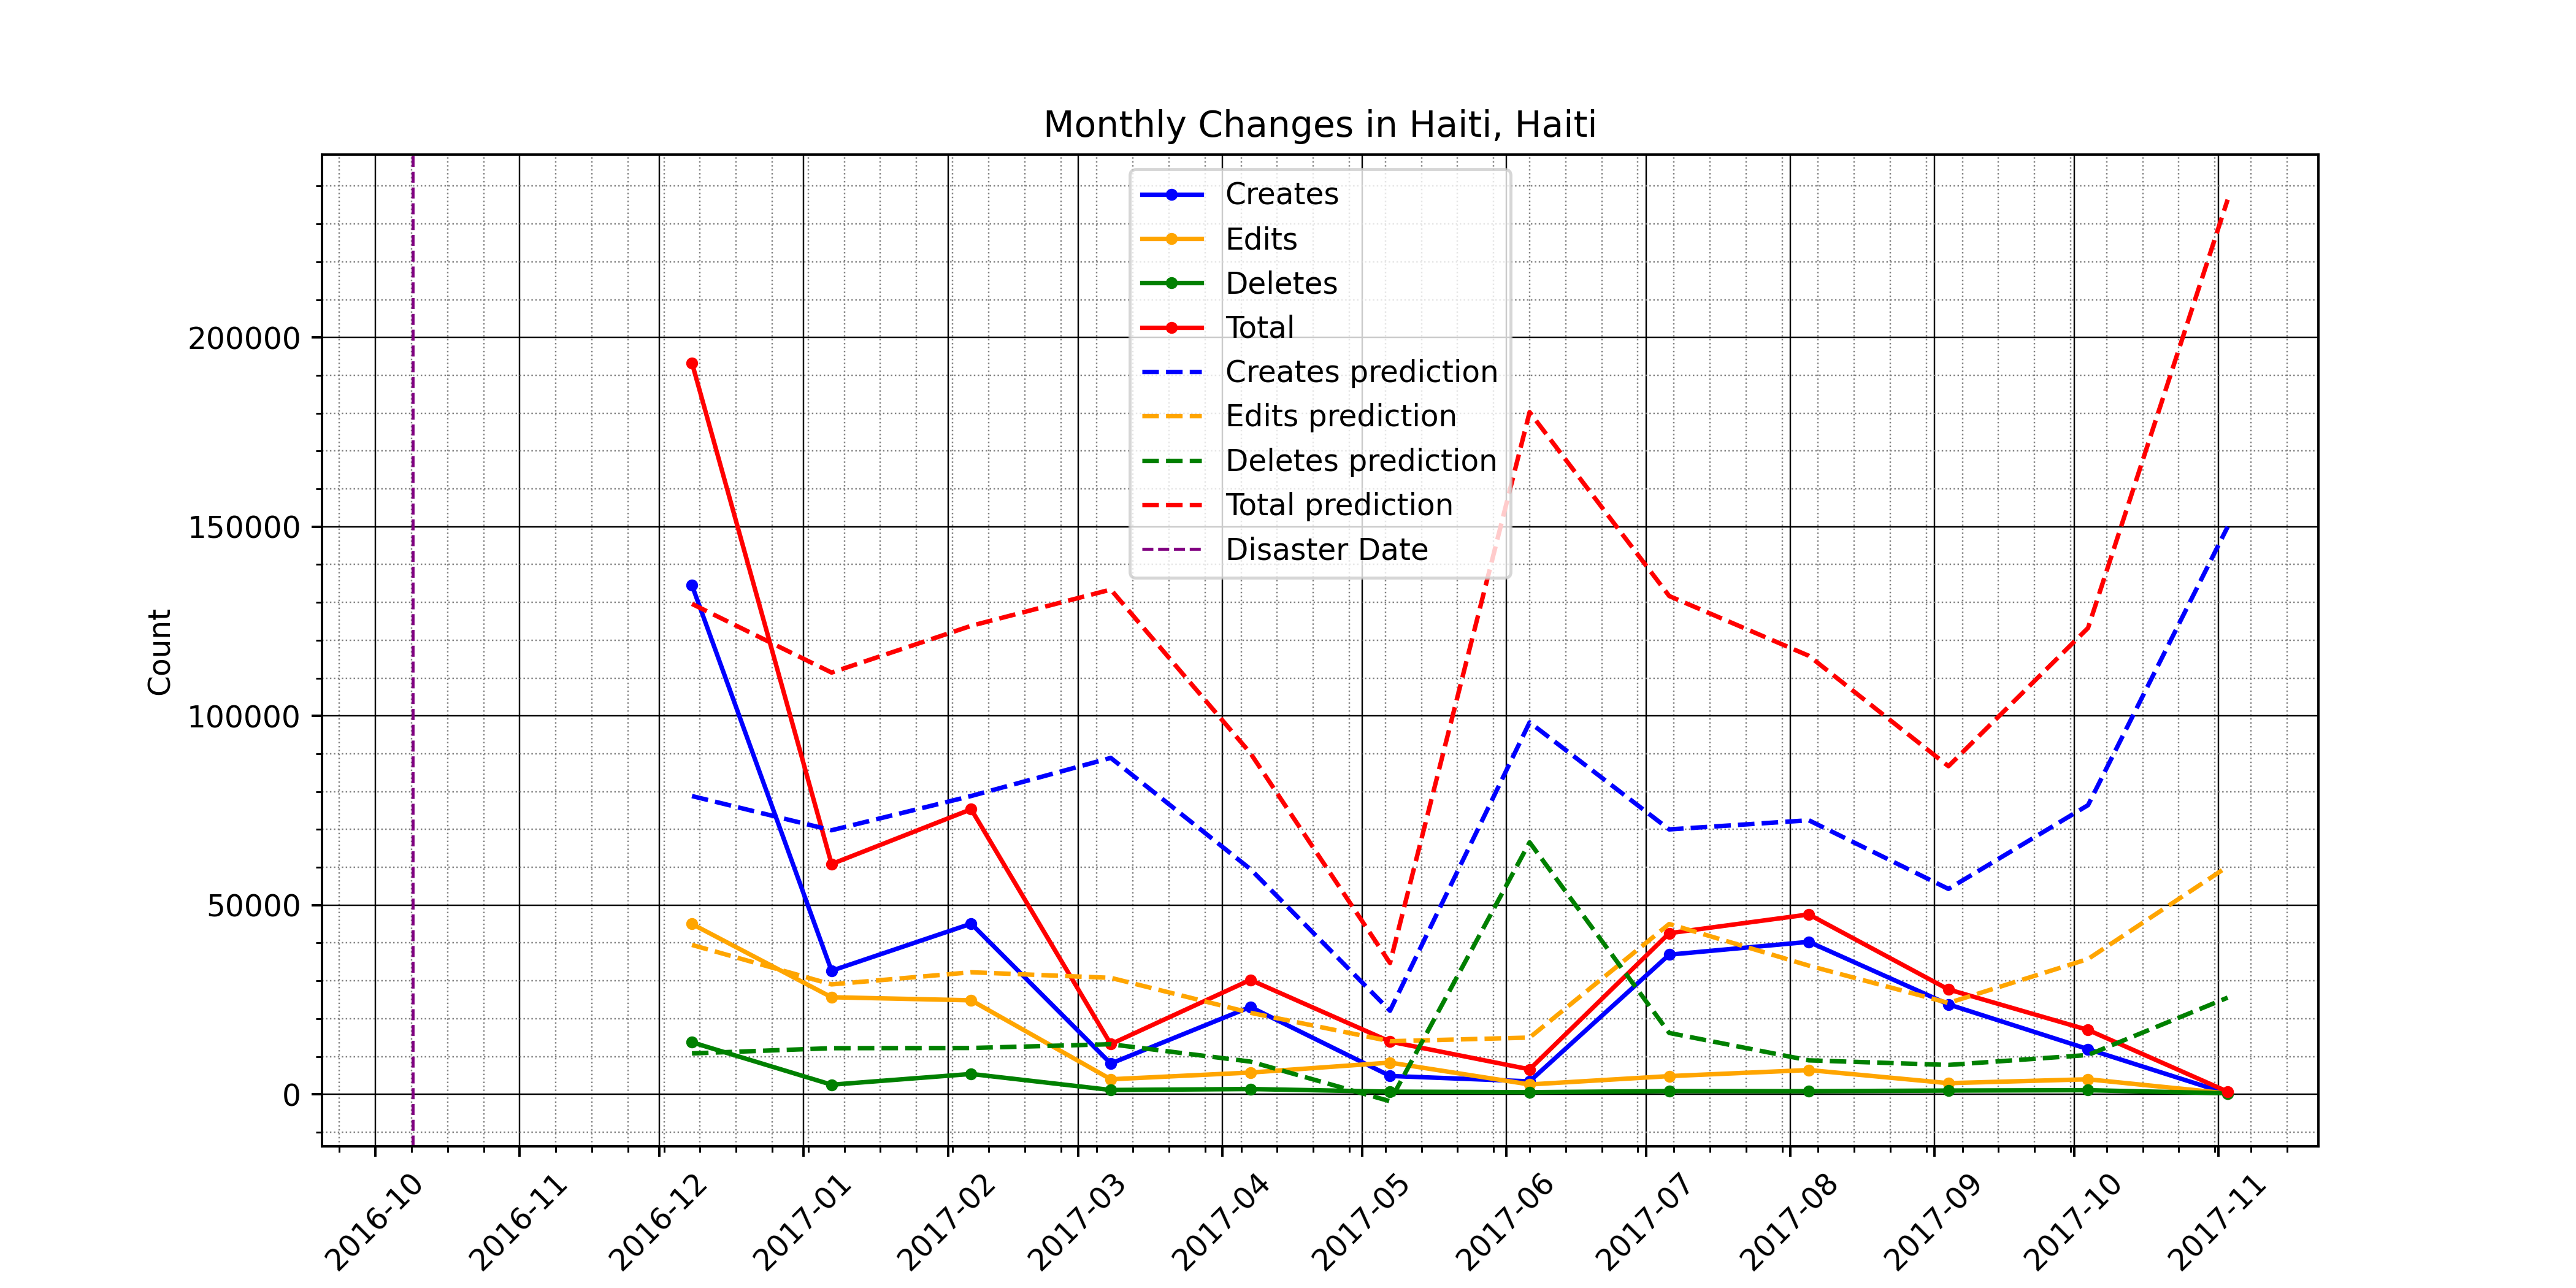 Monthly Changes in Haiti, Haiti
Creates
Edits
Deletes
Total
Creates prediction
Edits prediction
Deletes prediction
Total prediction
Disaster Date
Count
200000
150000
100000
50000
0
2016-10
2016-11
2016-12
2017-01
2017-02
2017-03
2017-04
2017-05
2017-06
2017-07
2017-08
2017-09
2017-10
2017-11